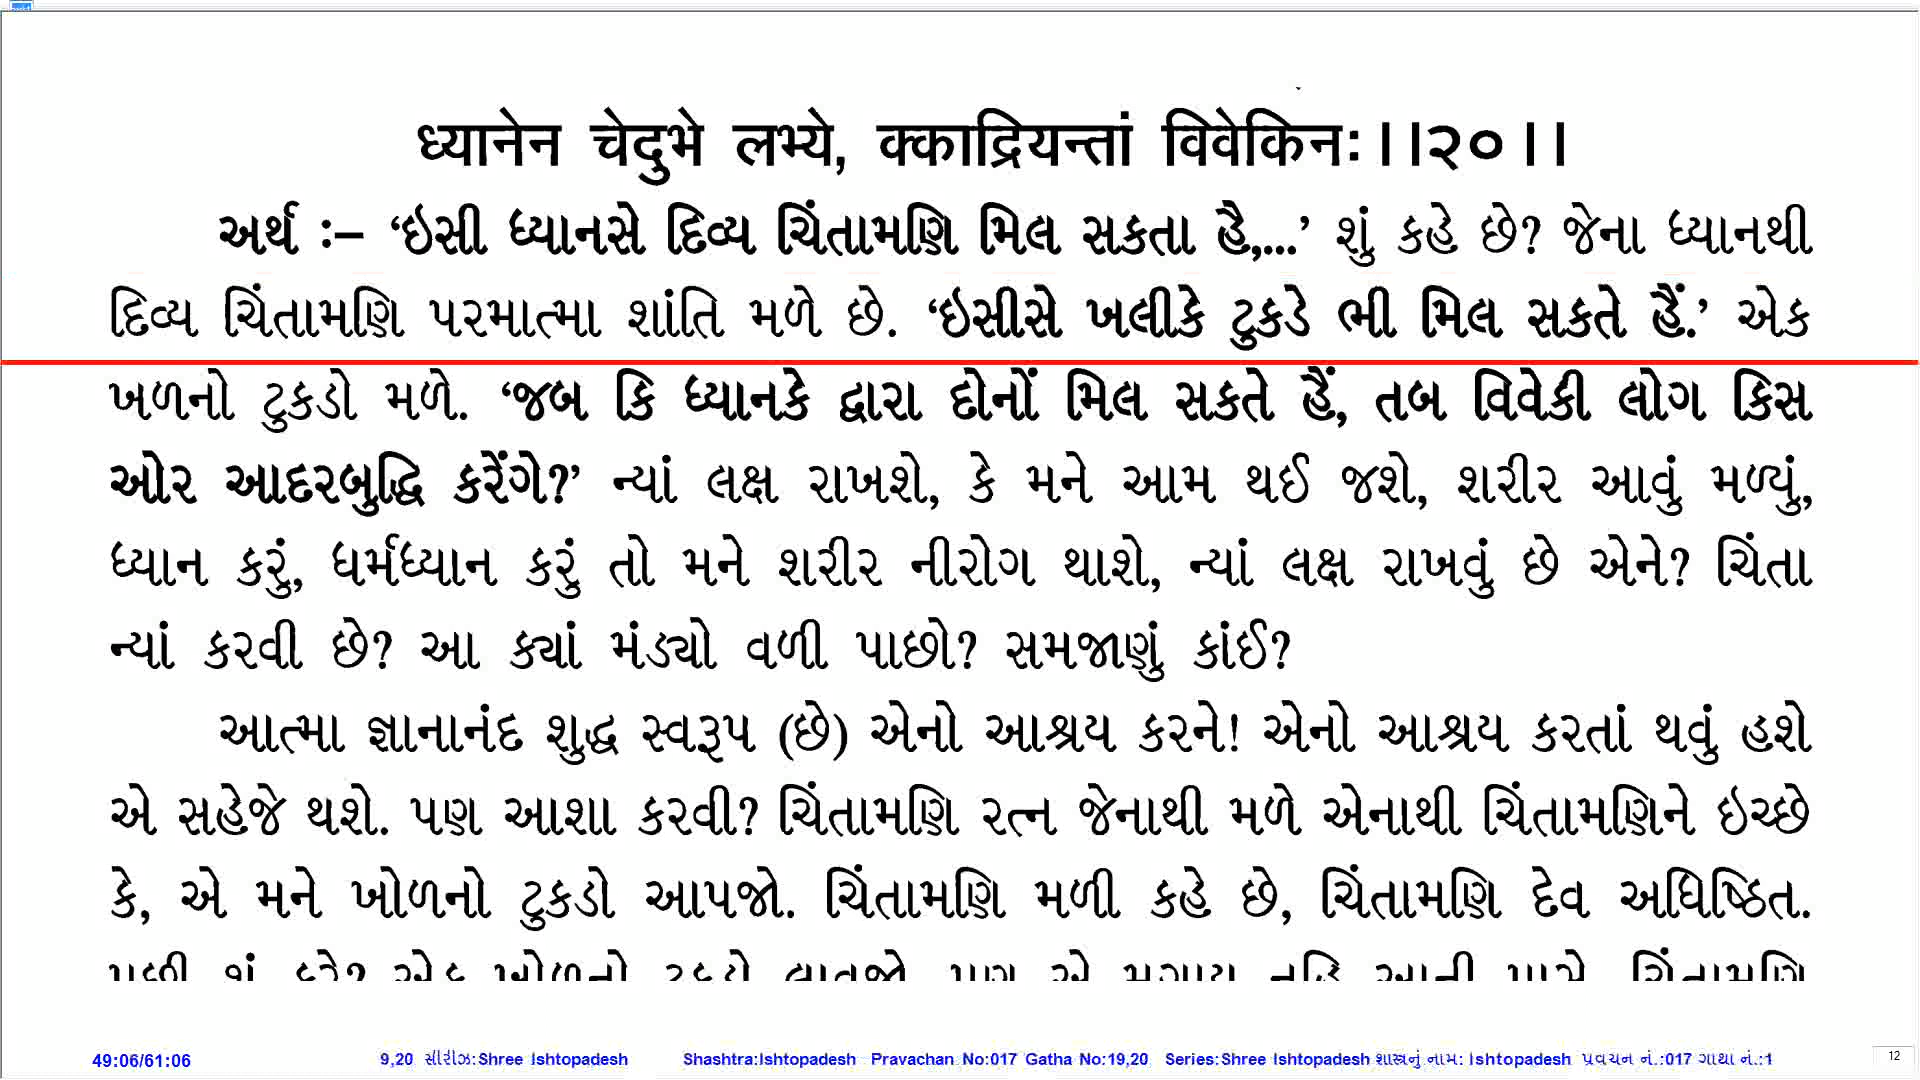 ध्यानेन चेदुभे लभ्ये, क्काद्रियन्तां विवेकिनः।।२०।।
અર્થ :– ‘ઇસી ધ્યાનસે દિવ્ય ચિંતામણિ મિલ સકતા હૈ,...’ શું કહે છે? જેના ધ્યાનથી
દિવ્ય ચિંતામણિ પરમાત્મા શાંતિ મળે છે. ‘ઇસીસે ખલીકે ટુકડે ભી મિલ સકતે હૈં.’ એક
ખળનો ટુકડો મળે. ‘જબ કિ ધ્યાનકે દ્વારા દોનોં મિલ સકતે હૈં, તબ વિવેકી લોગ કિસ
ઓર આદરબુદ્ધિ કરેંગે?’ ન્યાં લક્ષ રાખશે, કે મને આમ થઈ જશે, શરીર આવું મળ્યું,
ધ્યાન કરું, ધર્મધ્યાન કરું તો મને શરીર નીરોગ થાશે, ન્યાં લક્ષ રાખવું છે એને? ચિંતા
ન્યાં કરવી છે? આ ક્યાં મંડ્યો વળી પાછો? સમજાણું કાંઈ?
આત્મા જ્ઞાનાનંદ શુદ્ધ સ્વરૂપ (છે) એનો આશ્રય કરને! એનો આશ્રય કરતાં થવું હશે
એ સહેજે થશે. પણ આશા કરવી? ચિંતામણિ રત્ન જેનાથી મળે એનાથી ચિંતામણિને ઇચ્છે
કે, એ મને ખોળનો ટુકડો આપજો. ચિંતામણિ મળી કહે છે, ચિંતામણિ દેવ અધિષ્ઠિત.
49:06/61:06 9,20 સીરીઝ:Shree Ishtopadesh Shashtra:Ishtopadesh Pravachan No:017 Gatha No:19,20 Series:Shree Ishtopadesh શાસ્ત્રનું નામ: Ishtopadesh પ્રવચન નં.:017 ગાથા નં.:1 12